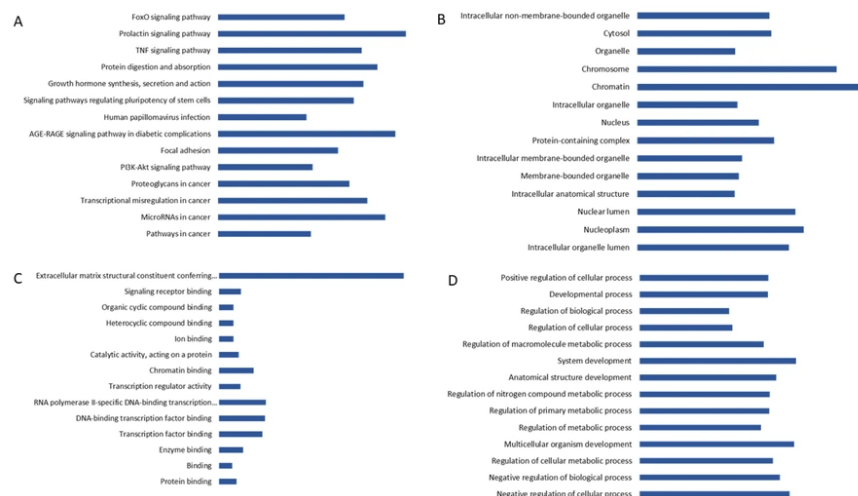 A
FoxO signaling pathway
Prolactin signaling pathway
TNF signaling pathway
Protein digestion and absorption
Growth hormone synthesis, secretion and action
Signaling pathways regulating pluripotency of stem cells
Human papillomavirus infection
AGE-RAGE signaling pathway in diabetic complications
Focal adhesion
PI3K-Akt signaling pathway
Proteoglycans in cancer
Transcriptional misregulation in cancer
MicroRNAs in cancer
Pathways in cancer
B
Intracellular non-membrane-bounded organelle
Cytosol
Organelle
Chromosome
Chromatin
Intracellular organelle
Nucleus
Protein-containing complex
Intracellular membrane-bounded organelle
Membrane-bounded organelle
Intracellular anatomical structure
Nuclear lumen
Nucleoplasm
Intracellular organelle lumen
C
Extracellular matrix structural constituent conferring...
Signaling receptor binding
Organic cyclic compound binding
Heterocyclic compound binding
Ion binding
Catalytic activity, acting on a protein
Chromatin binding
Transcription regulator activity
RNA polymerase II-specific DNA-binding transcription...
DNA-binding transcription factor binding
Transcription factor binding
Enzyme binding
Binding
Protein binding
D
Positive regulation of cellular process
Developmental process
Regulation of biological process
Regulation of cellular process
Regulation of macromolecule metabolic process
System development
Anatomical structure development
Regulation of nitrogen compound metabolic process
Regulation of primary metabolic process
Regulation of metabolic process
Multicellular organism development
Regulation of cellular metabolic process
Negative regulation of biological process
Negative regulation of cellular process